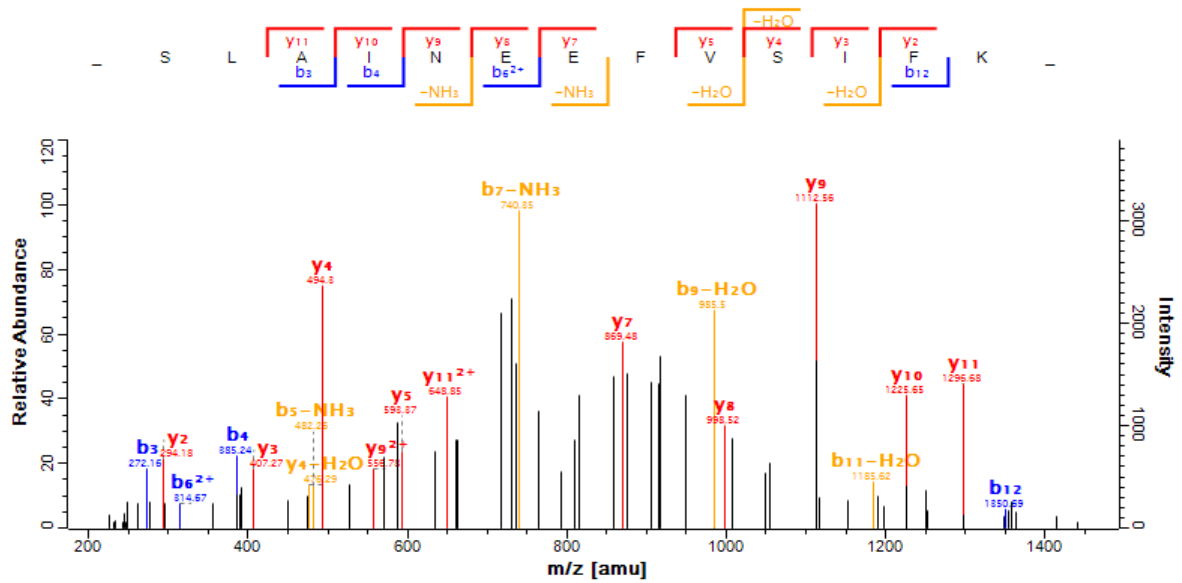 −H₂O
y₁₁ y₁₀ y₉ y₈ y₇ y₅ y₄ y₃ y₂
_ S L A I N E E F V S I F K _
b₃ b₄ b₆²⁺ b₁₂
−NH₃ −NH₃ −H₂O −H₂O
120
100
80
60
40
20
0
Relative Abundance
3000
2000
1000
0
Intensity
b₃
272.16
y₂
294.18
b₆²⁺
814.67
b₄
885.24
y₃
407.27
b₅−NH₃
482.25
y₄−H₂O
476.29
y₄
494.8
y₉²⁺
556.78
y₅
593.87
y₁₁²⁺
648.85
b₇−NH₃
740.35
y₇
869.48
b₉−H₂O
985.5
y₈
998.52
y₉
1112.56
b₁₁−H₂O
1185.62
y₁₀
1225.65
y₁₁
1296.68
b₁₂
1850.69
200 400 600 800 1000 1200 1400
m/z [amu]